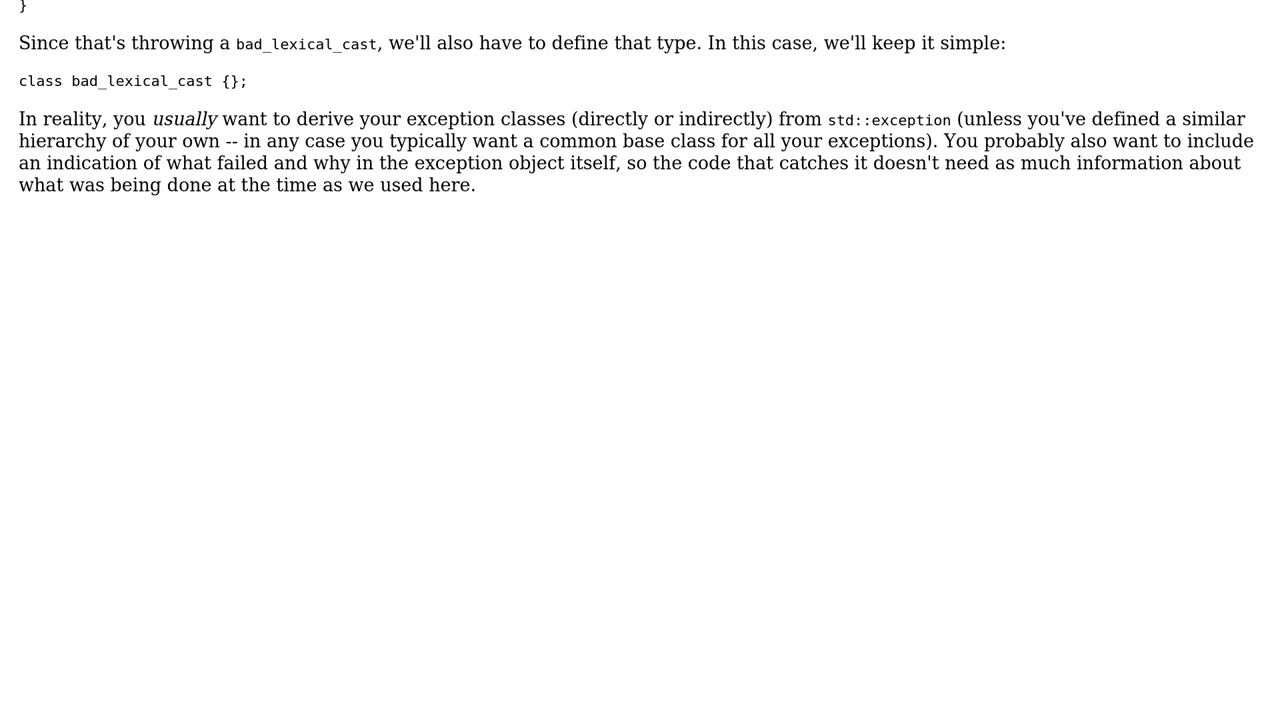 }
Since that's throwing a bad_lexical_cast, we'll also have to define that type. In this case, we'll keep it simple:
class bad_lexical_cast {};
In reality, you usually want to derive your exception classes (directly or indirectly) from std::exception (unless you've defined a similar
hierarchy of your own -- in any case you typically want a common base class for all your exceptions). You probably also want to include
an indication of what failed and why in the exception object itself, so the code that catches it doesn't need as much information about
what was being done at the time as we used here.